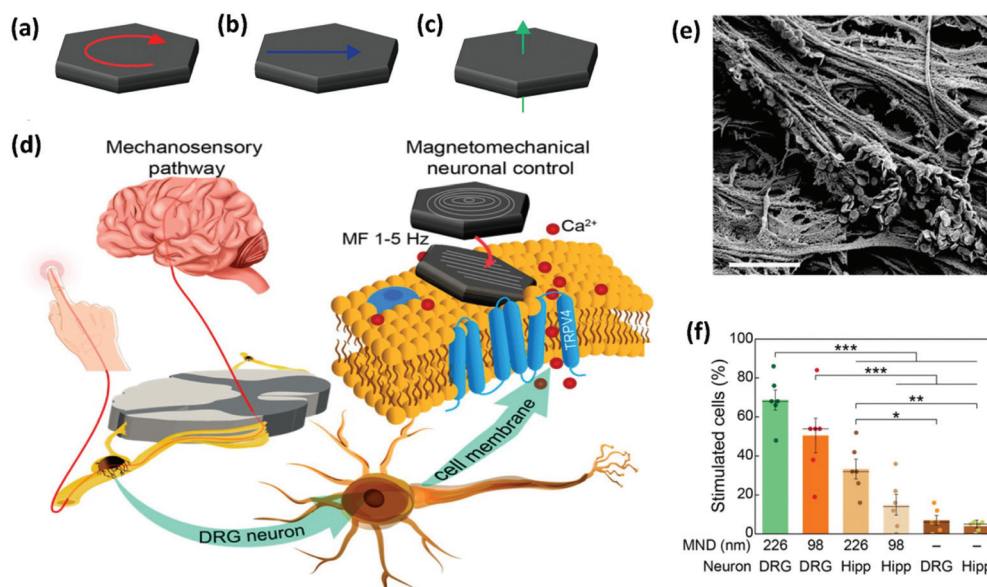 (a)
(b)
(c)
(d)
Mechanosensory
pathway
Magnetomechanical
neuronal control
MF 1-5 Hz
Ca²⁺
TRPV4
cell membrane
DRG neuron
(e)
(f)
Stimulated cells (%)
100
80
60
40
20
0
***
***
**
*
MND (nm) 226 98 226 98 – –
Neuron DRG DRG Hipp Hipp DRG Hipp